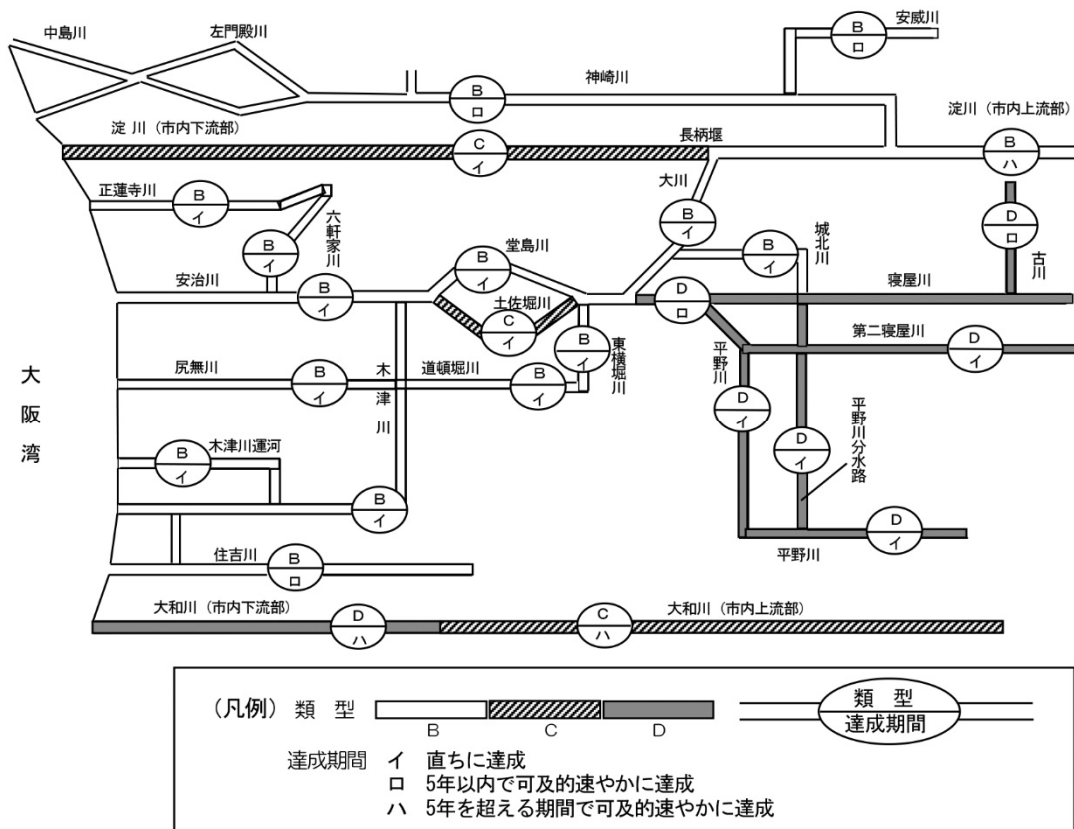 中島川
左門殿川
安威川
B
ロ
神崎川
B
ロ
淀 川（市内下流部）
長柄堰
淀川（市内上流部）
C
イ
B
ハ
大川
正蓮寺川
B
イ
六軒家川
B
イ
B
イ
城北川
B
イ
D
ロ
古川
堂島川
B
イ
安治川
B
イ
土佐堀川
C
イ
D
ロ
寝屋川
第二寝屋川
D
イ
東横堀川
B
イ
平野川
D
イ
尻無川
B
イ
木津川
道頓堀川
B
イ
大阪湾
木津川運河
B
イ
D
イ
平野川分水路
B
イ
D
イ
平野川
住吉川
B
ロ
大和川（市内下流部）
大和川（市内上流部）
D
ハ
C
ハ
（凡例） 類 型
B
C
D
類 型
達成期間
達成期間 イ 直ちに達成
ロ 5年以内で可及的速やかに達成
ハ 5年を超える期間で可及的速やかに達成